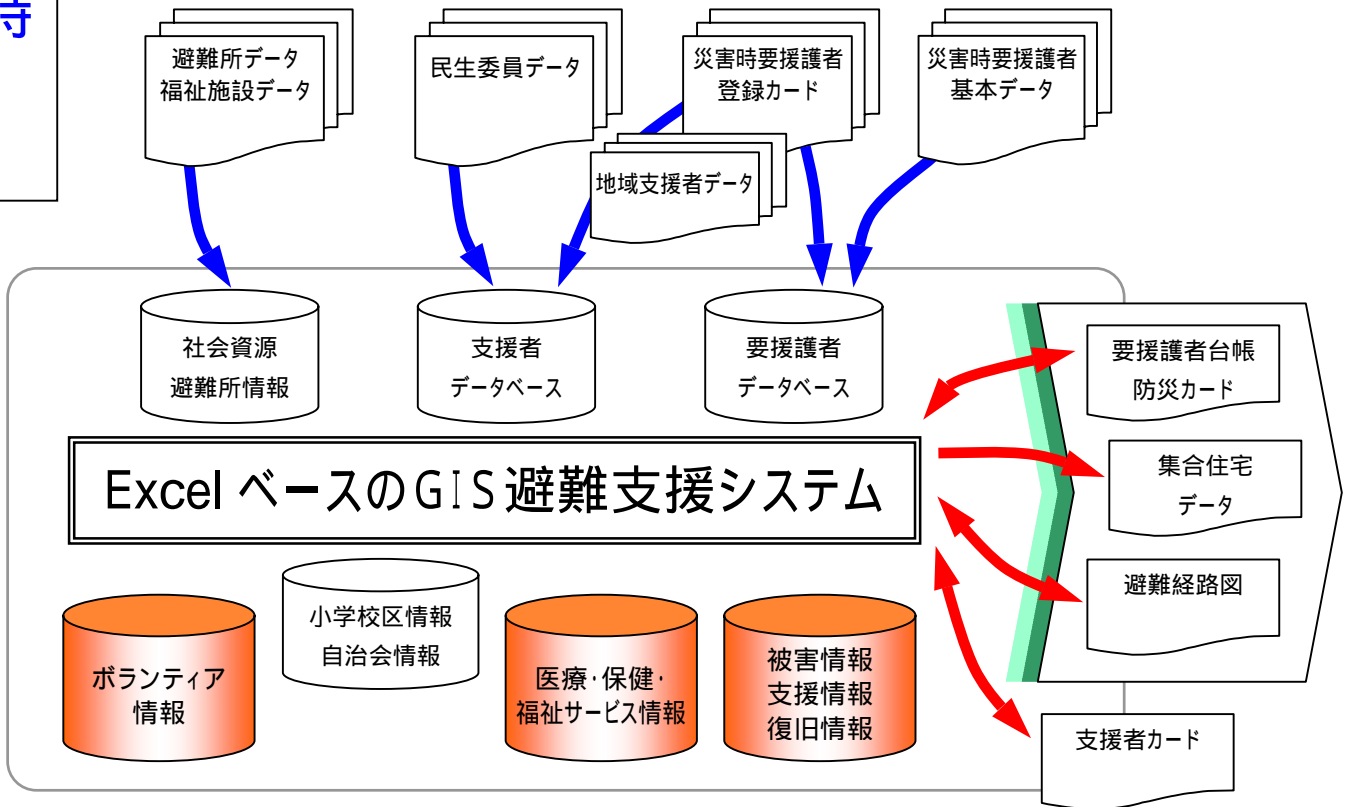 時
避難所データ
福祉施設データ
民生委員データ
災害時要援護者
登録カード
災害時要援護者
基本データ
地域支援者データ
社会資源
避難所情報
支援者
データベース
要援護者
データベース
要援護者台帳
防災カード
Excel ベースのGIS避難支援システム
集合住宅
データ
避難経路図
小学校区情報
自治会情報
ボランティア
情報
医療・保健・
福祉サービス情報
被害情報
支援情報
復旧情報
支援者カード